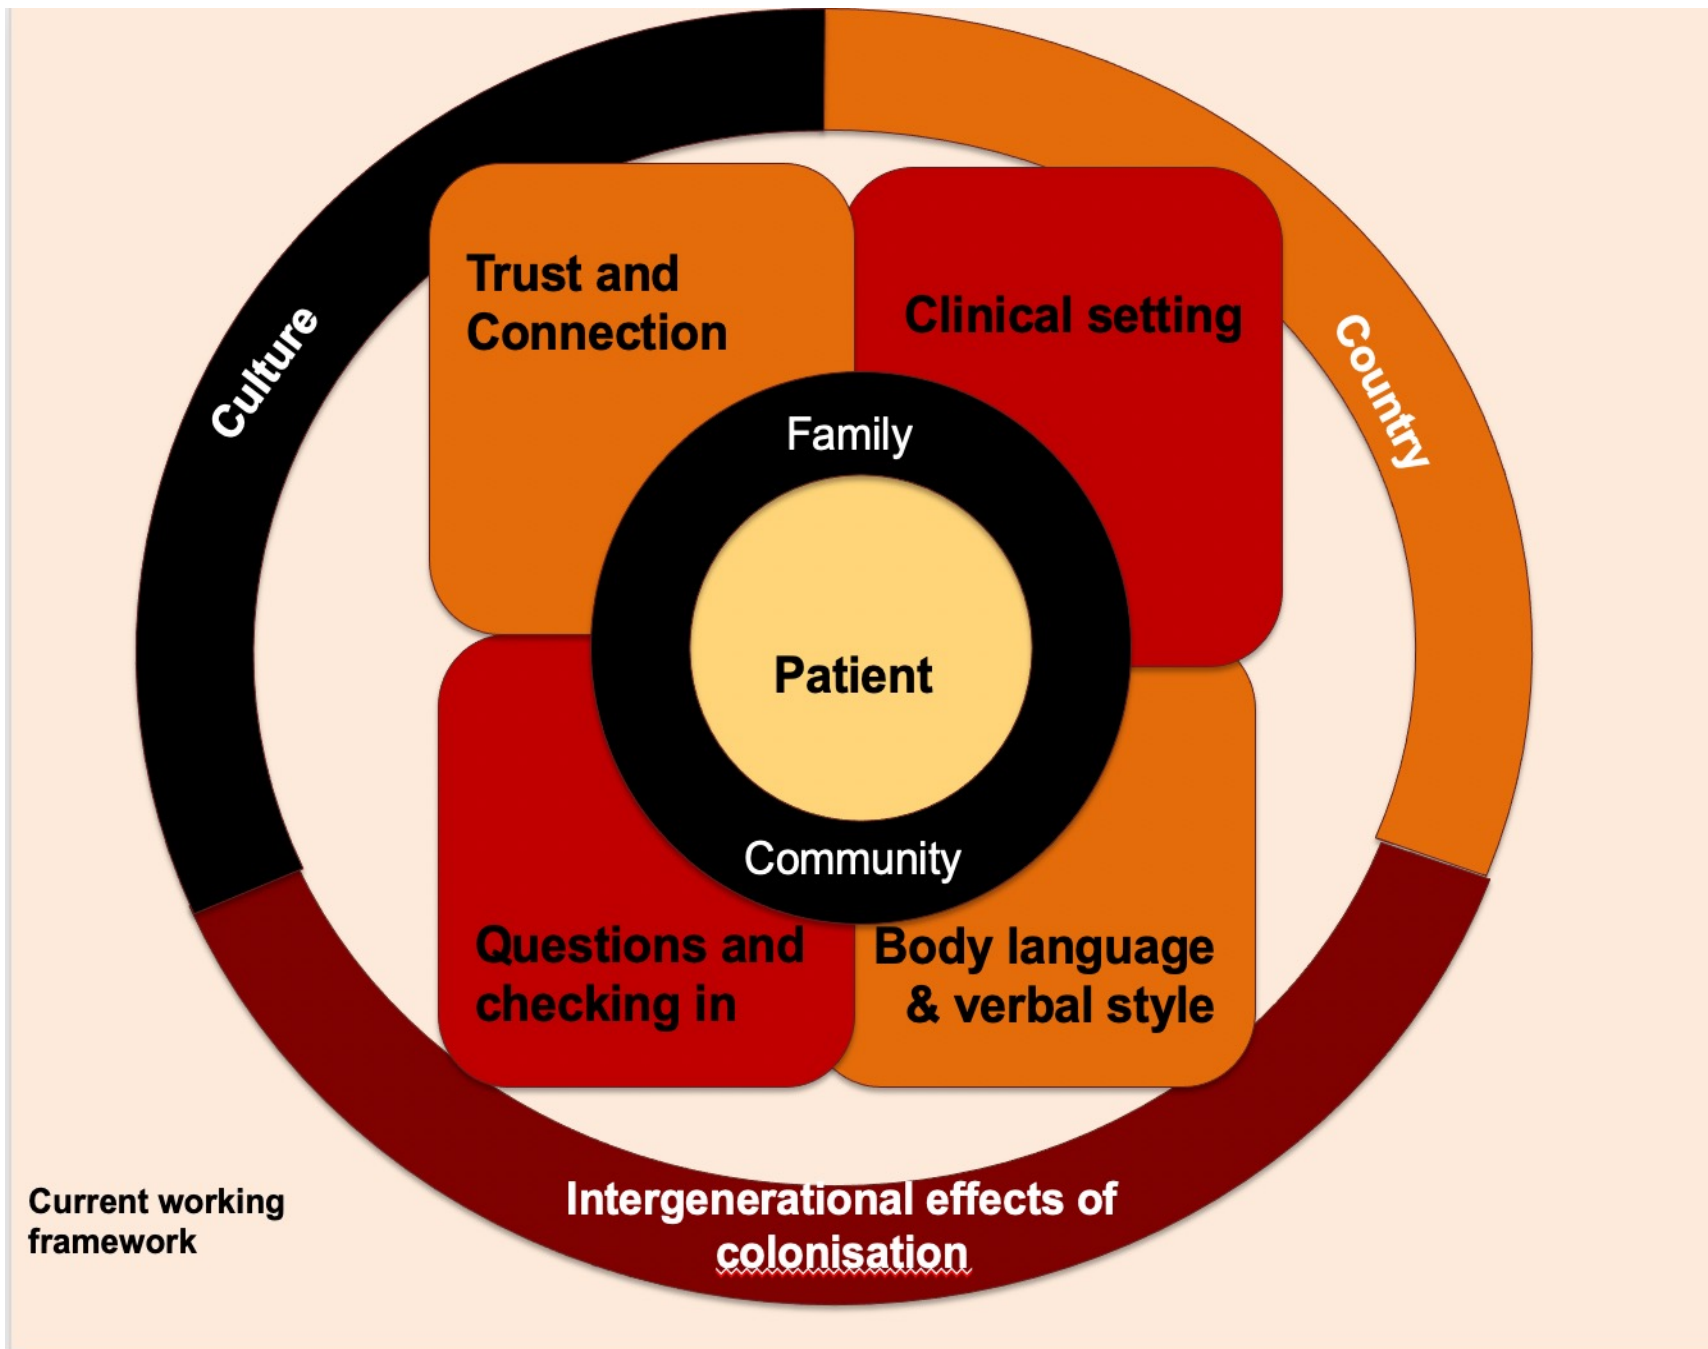 Culture
Country
Trust and
Connection
Clinical setting
Family
Patient
Community
Questions and
checking in
Body language
& verbal style
Intergenerational effects of
colonisation
Current working
framework